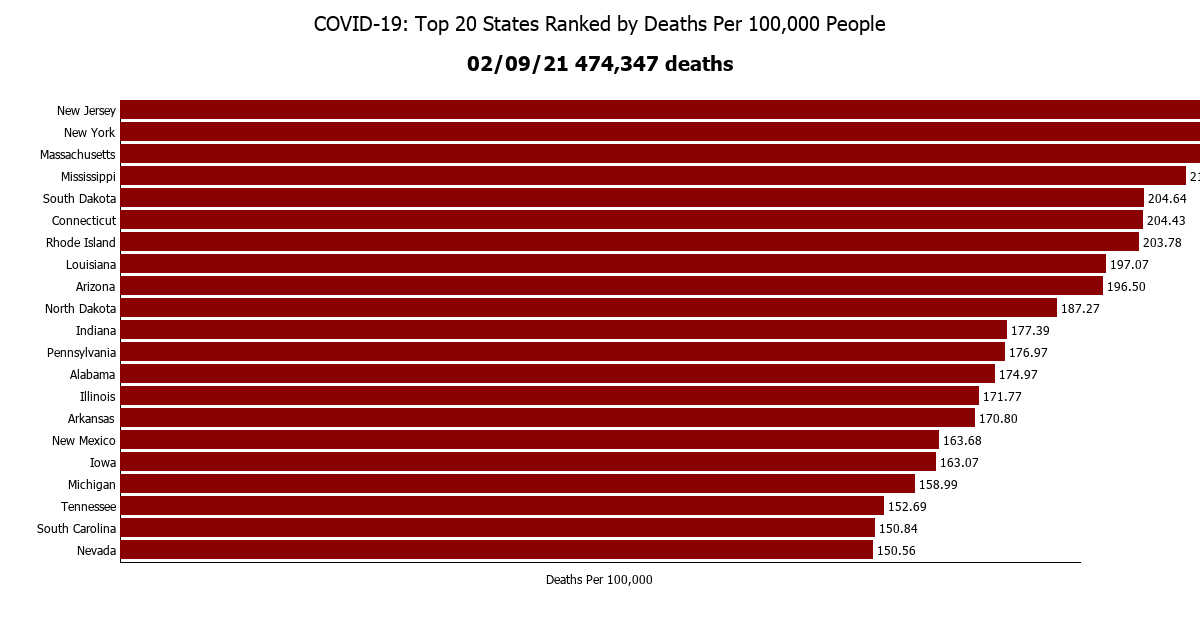 COVID-19: Top 20 States Ranked by Deaths Per 100,000 People
02/09/21 474,347 deaths
New Jersey
New York
Massachusetts
Mississippi 21
South Dakota 204.64
Connecticut 204.43
Rhode Island 203.78
Louisiana 197.07
Arizona 196.50
North Dakota 187.27
Indiana 177.39
Pennsylvania 176.97
Alabama 174.97
Illinois 171.77
Arkansas 170.80
New Mexico 163.68
Iowa 163.07
Michigan 158.99
Tennessee 152.69
South Carolina 150.84
Nevada 150.56
Deaths Per 100,000